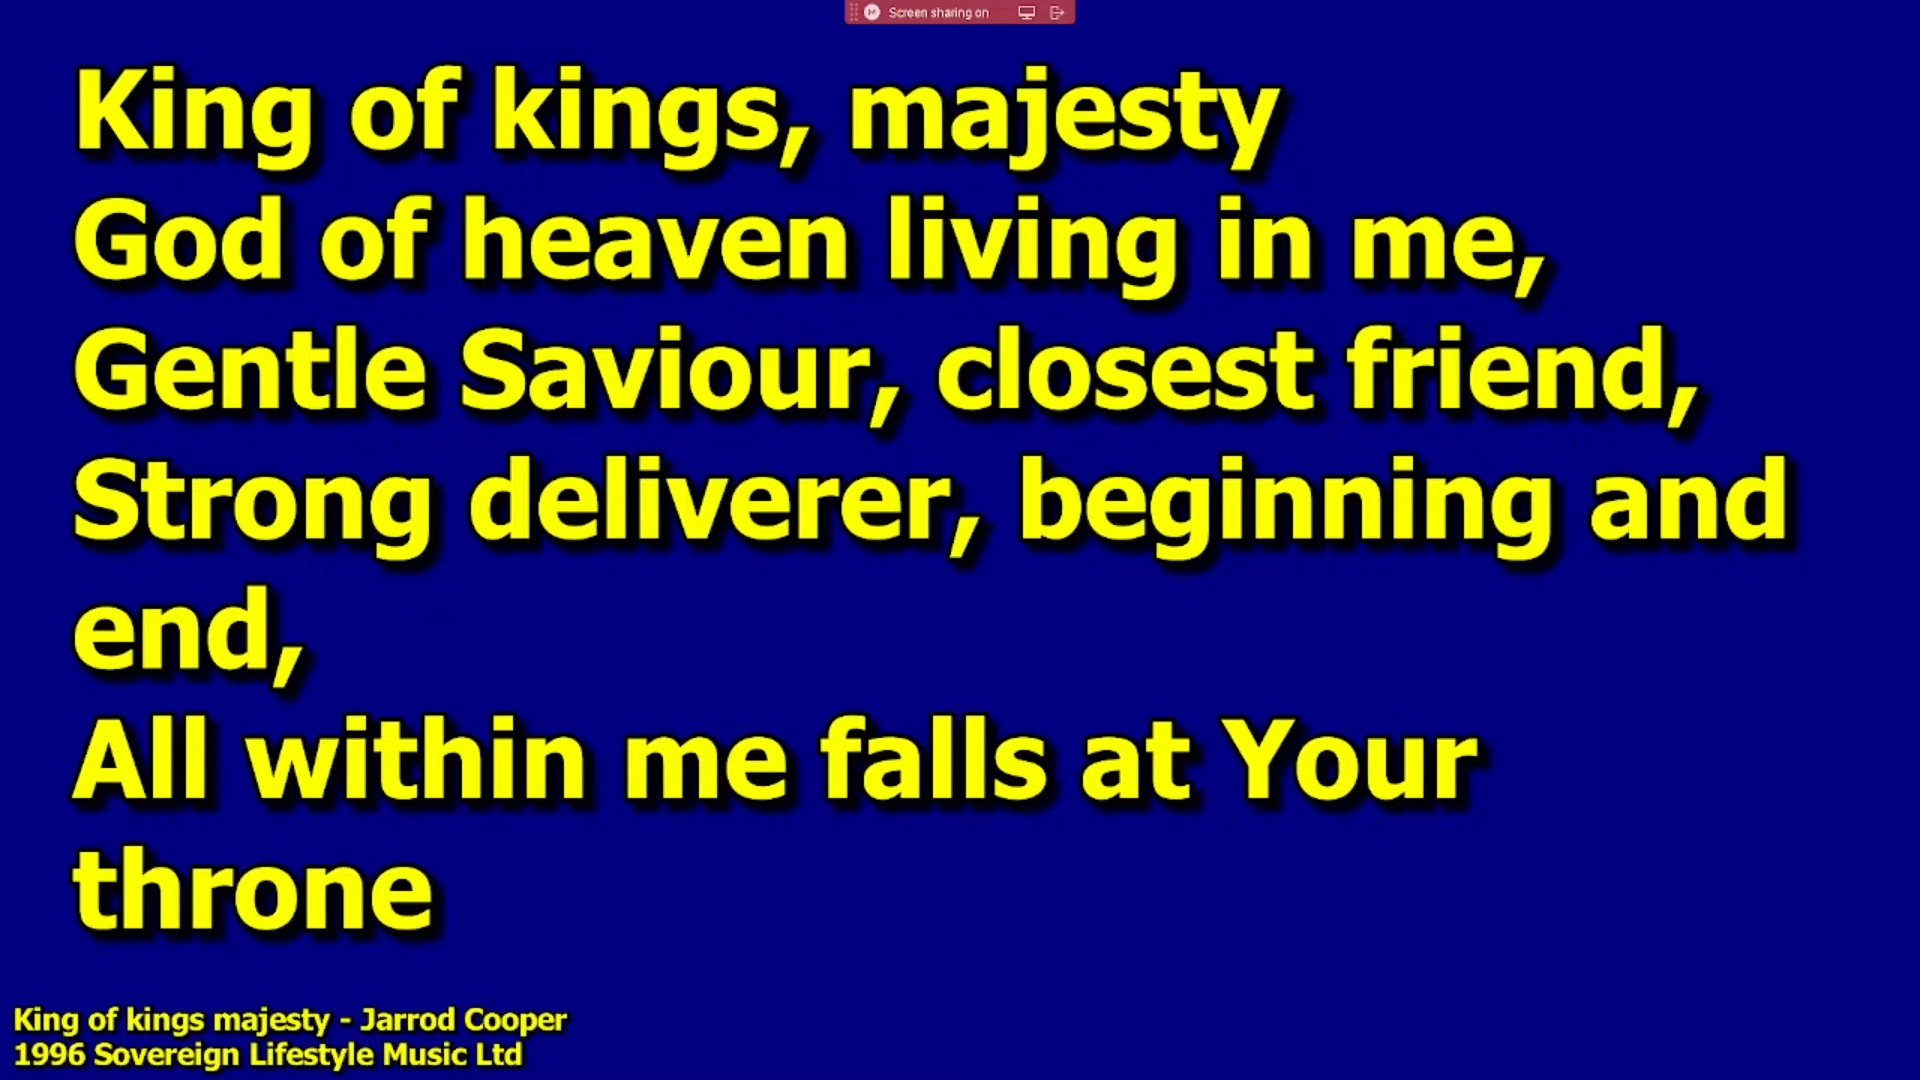 Screen sharing on
King of kings, majesty
God of heaven living in me,
Gentle Saviour, closest friend,
Strong deliverer, beginning and
end,
All within me falls at Your
throne
King of kings majesty - Jarrod Cooper
1996 Sovereign Lifestyle Music Ltd